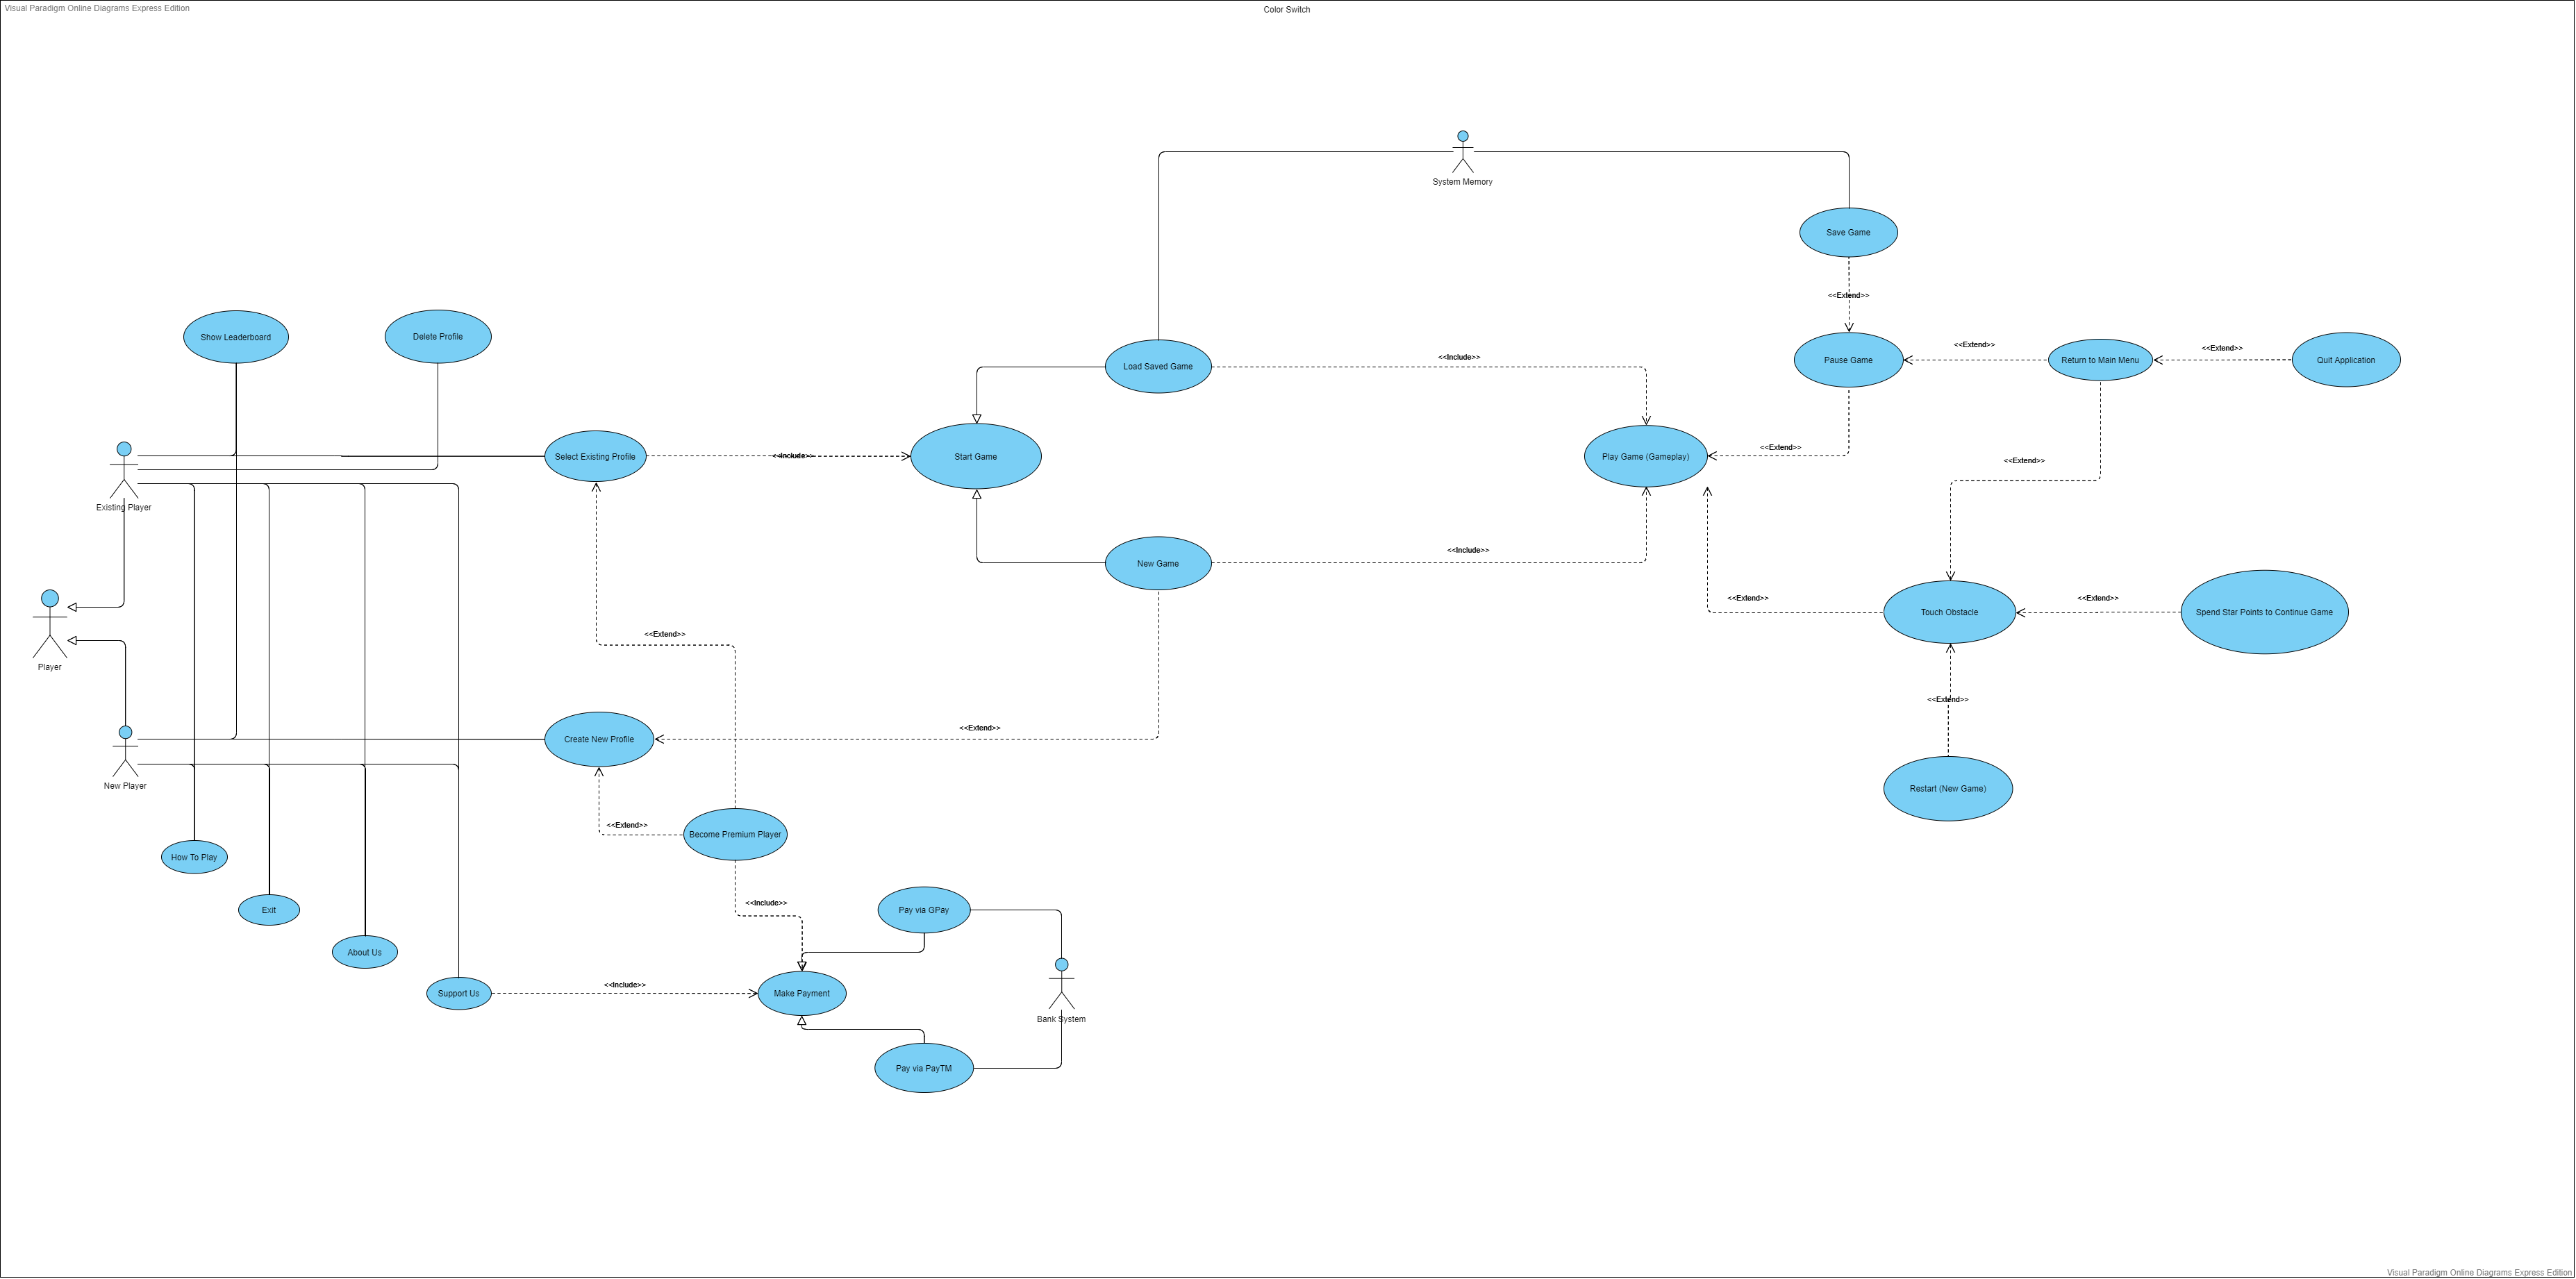 Visual Paradigm Online Diagrams Express Edition
Color Switch
System Memory
Save Game
<<Extend>>
Show Leaderboard
Delete Profile
Load Saved Game
<<Include>>
Pause Game
<<Extend>>
Return to Main Menu
<<Extend>>
Quit Application
Existing Player
Select Existing Profile
<<Include>>
Start Game
Play Game (Gameplay)
<<Extend>>
<<Extend>>
New Game
<<Include>>
Player
<<Extend>>
<<Extend>>
Touch Obstacle
<<Extend>>
Spend Star Points to Continue Game
<<Extend>>
New Player
Create New Profile
<<Extend>>
Restart (New Game)
<<Extend>>
Become Premium Player
How To Play
Exit
About Us
Support Us
<<Include>>
<<Include>>
Pay via GPay
Make Payment
Bank System
Pay via PayTM
Visual Paradigm Online Diagrams Express Edition